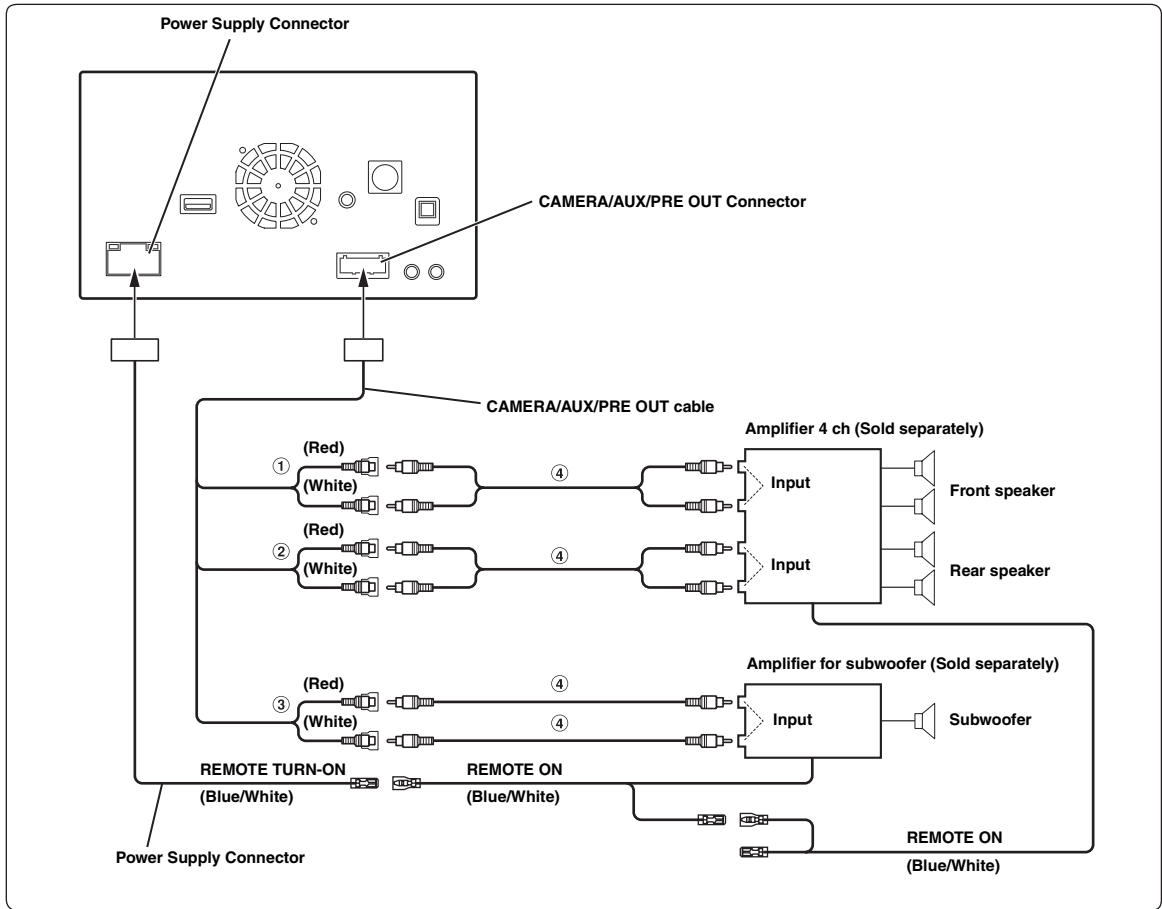 Power Supply Connector
CAMERA/AUX/PRE OUT Connector
CAMERA/AUX/PRE OUT cable
Amplifier 4 ch (Sold separately)
(Red)
①
(White)
④
Input
Front speaker
(Red)
②
(White)
④
Input
Rear speaker
Amplifier for subwoofer (Sold separately)
(Red)
④
③
(White)
④
Input
Subwoofer
REMOTE TURN-ON
(Blue/White)
REMOTE ON
(Blue/White)
REMOTE ON
(Blue/White)
Power Supply Connector